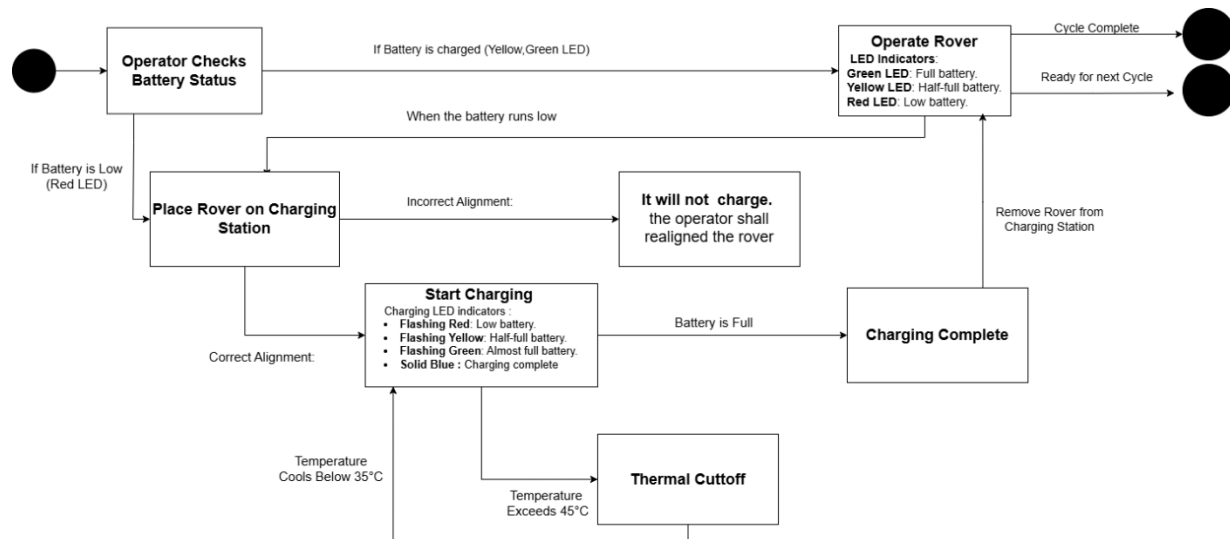 Operator Checks
Battery Status
If Battery is charged (Yellow,Green LED)
Operate Rover
LED Indicators:
Green LED: Full battery.
Yellow LED: Half-full battery.
Red LED: Low battery.
Cycle Complete
Ready for next Cycle
When the battery runs low
If Battery is Low
(Red LED)
Place Rover on Charging
Station
Incorrect Alignment:
It will not charge.
the operator shall
realigned the rover
Remove Rover from
Charging Station
Start Charging
Charging LED indicators :
• Flashing Red: Low battery.
• Flashing Yellow: Half-full battery.
• Flashing Green: Almost full battery.
• Solid Blue : Charging complete
Correct Alignment:
Battery is Full
Charging Complete
Temperature
Cools Below 35°C
Temperature
Exceeds 45°C
Thermal Cuttoff